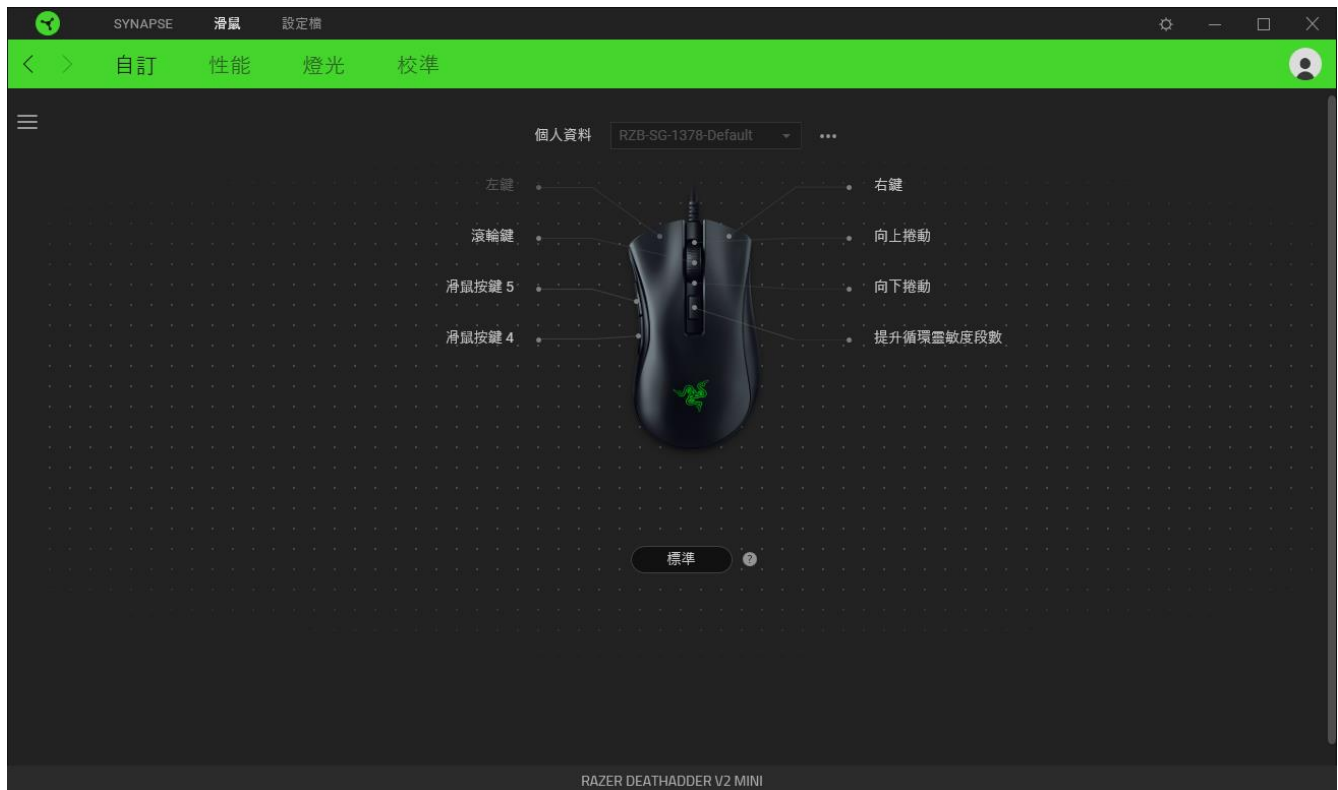 SYNAPSE 滑鼠 設定檔
自訂 性能 燈光 校準
個人資料 RZB-SG-1378-Default
左鍵 右鍵
滾輪鍵 向上捲動
滑鼠按鍵 5 向下捲動
滑鼠按鍵 4 提升循環靈敏度段數
標準 ?
RAZER DEATHADDER V2 MINI